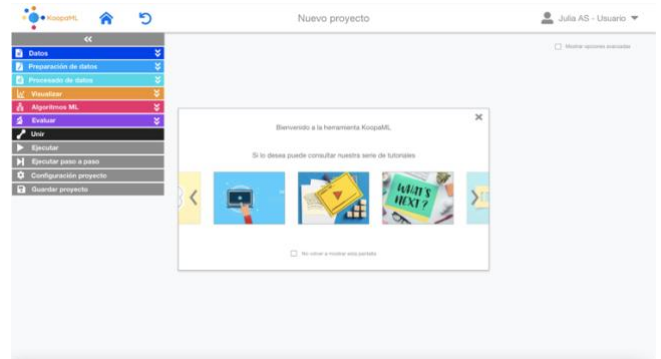 KoopaML
Nuevo proyecto
Julia AS - Usuario
Mostrar opciones avanzadas
Datos
Preparación de datos
Procesado de datos
Visualizar
Algoritmos ML
Evaluar
Unir
Ejecutar
Ejecutar paso a paso
Configuración proyecto
Guardar proyecto
Bienvenido a la herramienta KoopaML
Si lo desea puede consultar nuestra serie de tutoriales
WHAT'S
NEXT?
No volver a mostrar esta pantalla